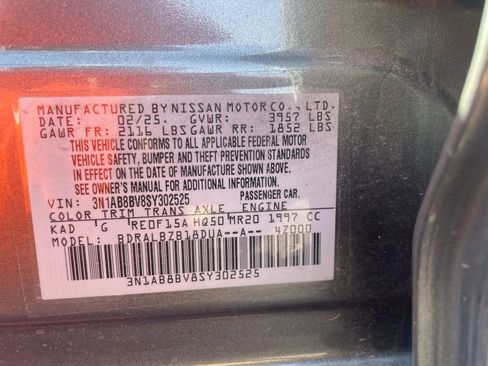 MANUFACTURED BY NISSAN MOTOR CO., LTD.
DATE: 02/25. GVWR: 3957 LBS
GAWR FR: 2116 LBS GAWR RR: 1852 LBS
THIS VEHICLE CONFORMS TO ALL APPLICABLE FEDERAL MOTOR
VEHICLE SAFETY, BUMPER AND THEFT PREVENTION STANDARDS
IN EFFECT ON THE DATE OF MANUFACTURE SHOWN ABOVE.
SEE OWNER'S MANUAL FOR ADDITIONAL INFORMATION.
VIN: 3N1AB8BV8SY302525 PASSENGER CAR.
COLOR TRIM TRANS AXLE ENGINE
KAD G RE0F15A HQ50 MR20 1997 CC
MODEL: BDRALBZB18DUA--A-- 4Z000
3N1AB8BV8SY302525